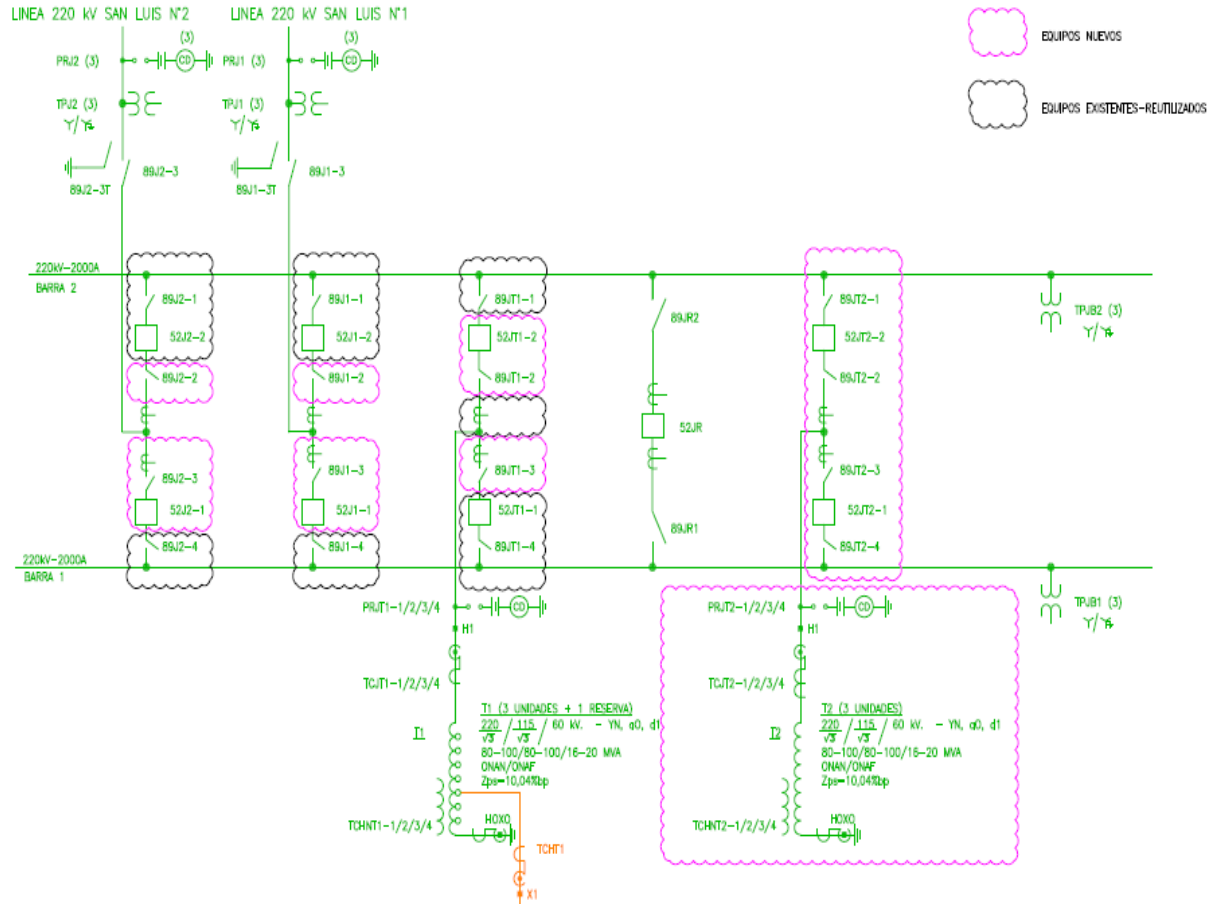 LINEA 220 kV SAN LUIS N°2
LINEA 220 kV SAN LUIS N°1
(3)
(3)
EQUIPOS NUEVOS
PRJ2 (3)
CD
PRJ1 (3)
CD
TPJ2 (3)
TPJ1 (3)
EQUIPOS EXISTENTES-REUTILIZADOS
Y/Y
Y/Y
89J2-3
89J1-3
89J2-3T
89J1-3T
220kV-2000A
BARRA 2
89J2-1
89J1-1
89JT1-1
89JR2
89JT2-1
TPJB2 (3)
Y/Y
52J2-2
52J1-2
52JT1-2
52JT2-2
89J2-2
89J1-2
89JT1-2
89JT2-2
52JR
89J2-3
89J1-3
89JT1-3
89JT2-3
52J2-1
52J1-1
52JT1-1
52JT2-1
89JR1
89J2-4
89J1-4
89JT1-4
89JT2-4
220kV-2000A
BARRA 1
PRJT1-1/2/3/4
CD
PRJT2-1/2/3/4
CD
TPJB1 (3)
Y/Y
H1
H1
TCJT1-1/2/3/4
TCJT2-1/2/3/4
T1
T1 (3 UNIDADES + 1 RESERVA)
220/√3 / 115/√3 / 60 kV. - YN, a0, d1
80-100/80-100/16-20 MVA
ONAN/ONAF
Zps=10,04%bp
T2
T2 (3 UNIDADES)
220/√3 / 115/√3 / 60 kV. - YN, a0, d1
80-100/80-100/16-20 MVA
ONAN/ONAF
Zps=10,04%bp
TCHNT1-1/2/3/4
HOXO
TCHNT2-1/2/3/4
HOXO
TCHT1
X1